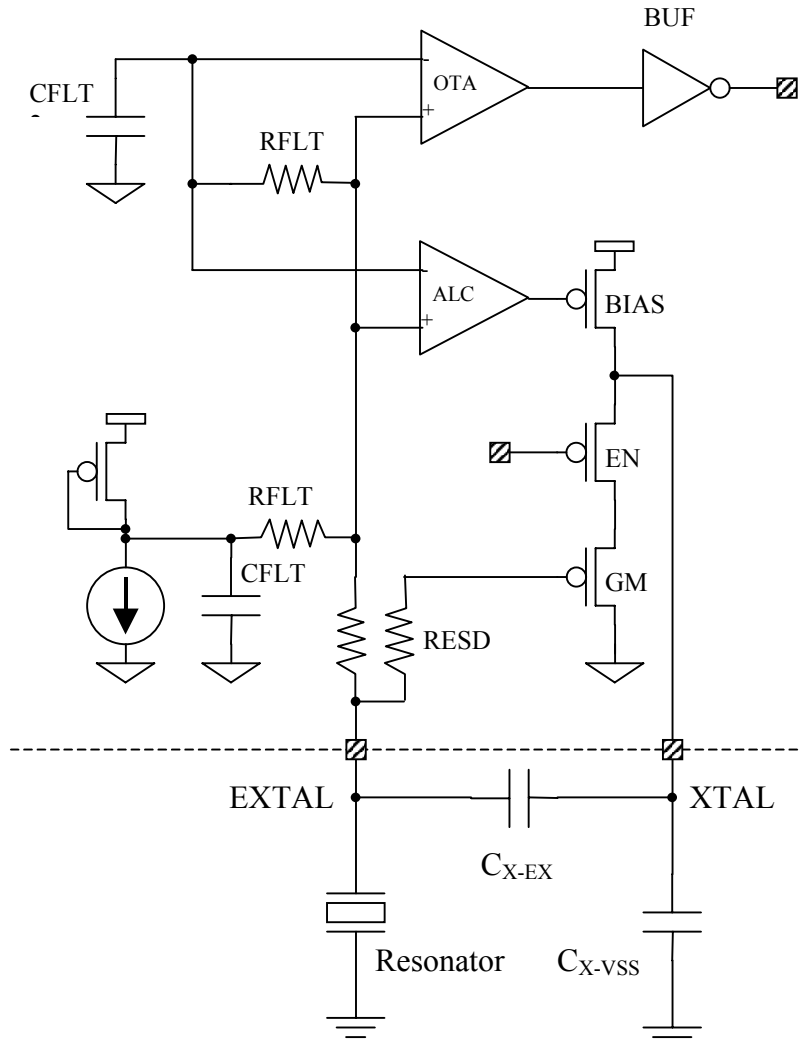 BUF
CFLT
-
OTA
+
RFLT
-
ALC
+
BIAS
EN
RFLT
CFLT
GM
RESD
EXTAL
XTAL
CX-EX
Resonator
CX-VSS